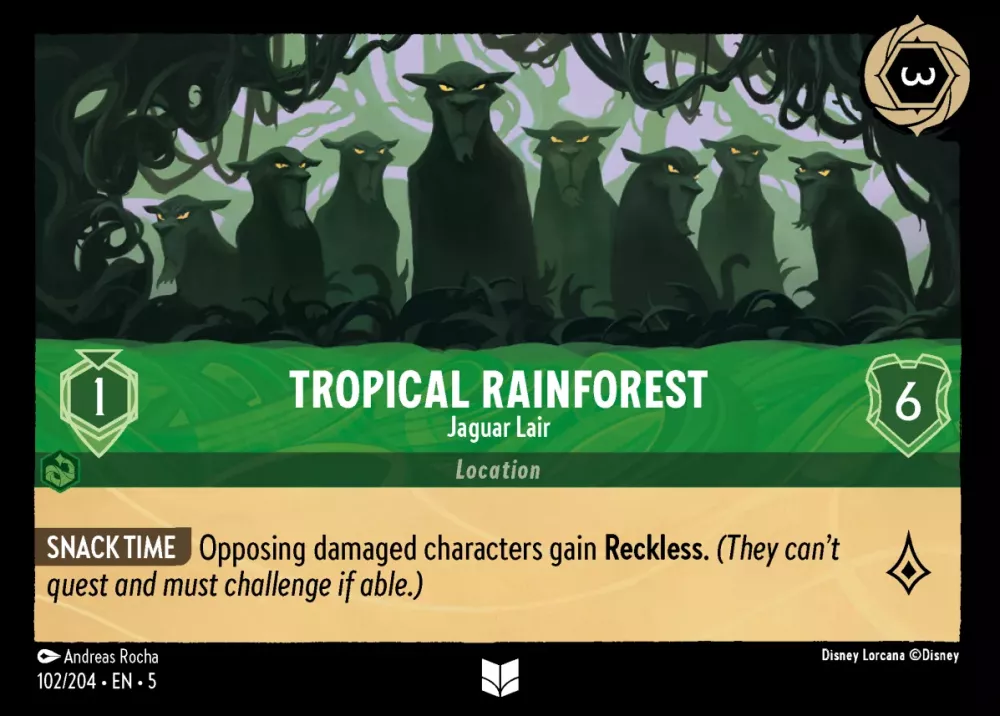 3
TROPICAL RAINFOREST
Jaguar Lair
1
6
Location
SNACK TIME Opposing damaged characters gain Reckless. (They can't
quest and must challenge if able.)
Andreas Rocha
102/204 • EN • 5
Disney Lorcana ©Disney